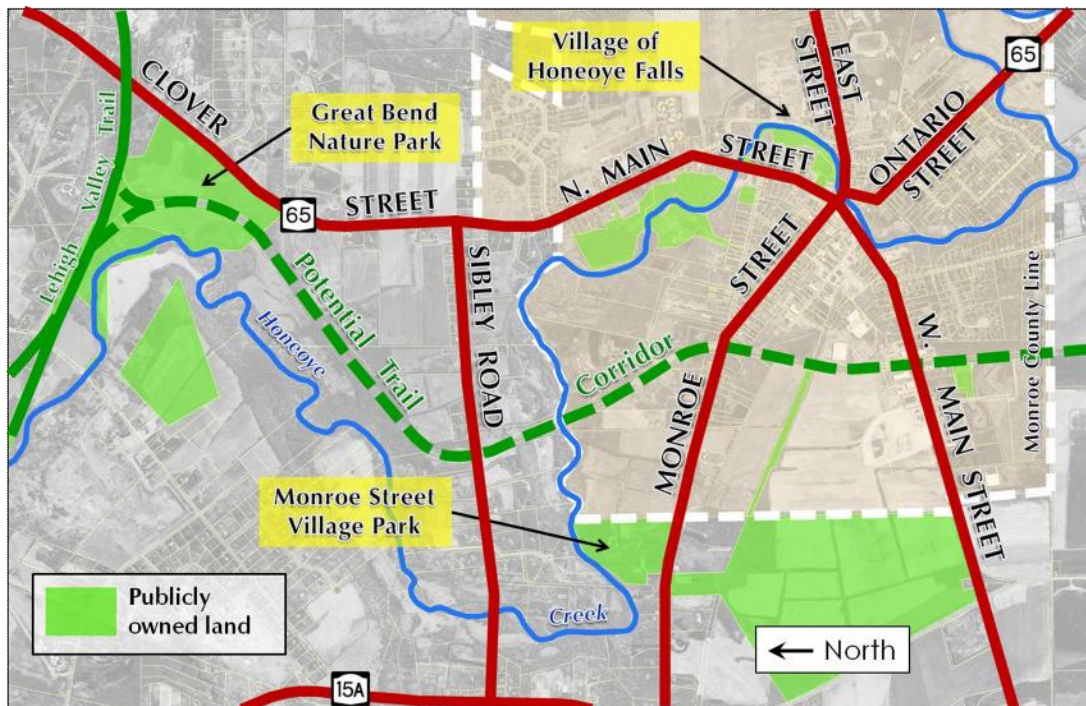 Village of
Honeoye Falls
EAST
STREET
65
CLOVER
Great Bend
Nature Park
Lehigh Valley Trail
65
STREET
N. MAIN
STREET
ONTARIO
STREET
SIBLEY ROAD
Potential Trail
Corridor
Honeoye
Creek
MONROE
STREET
W.
MAIN STREET
Monroe County Line
Monroe Street
Village Park
Publicly
owned land
North
15A